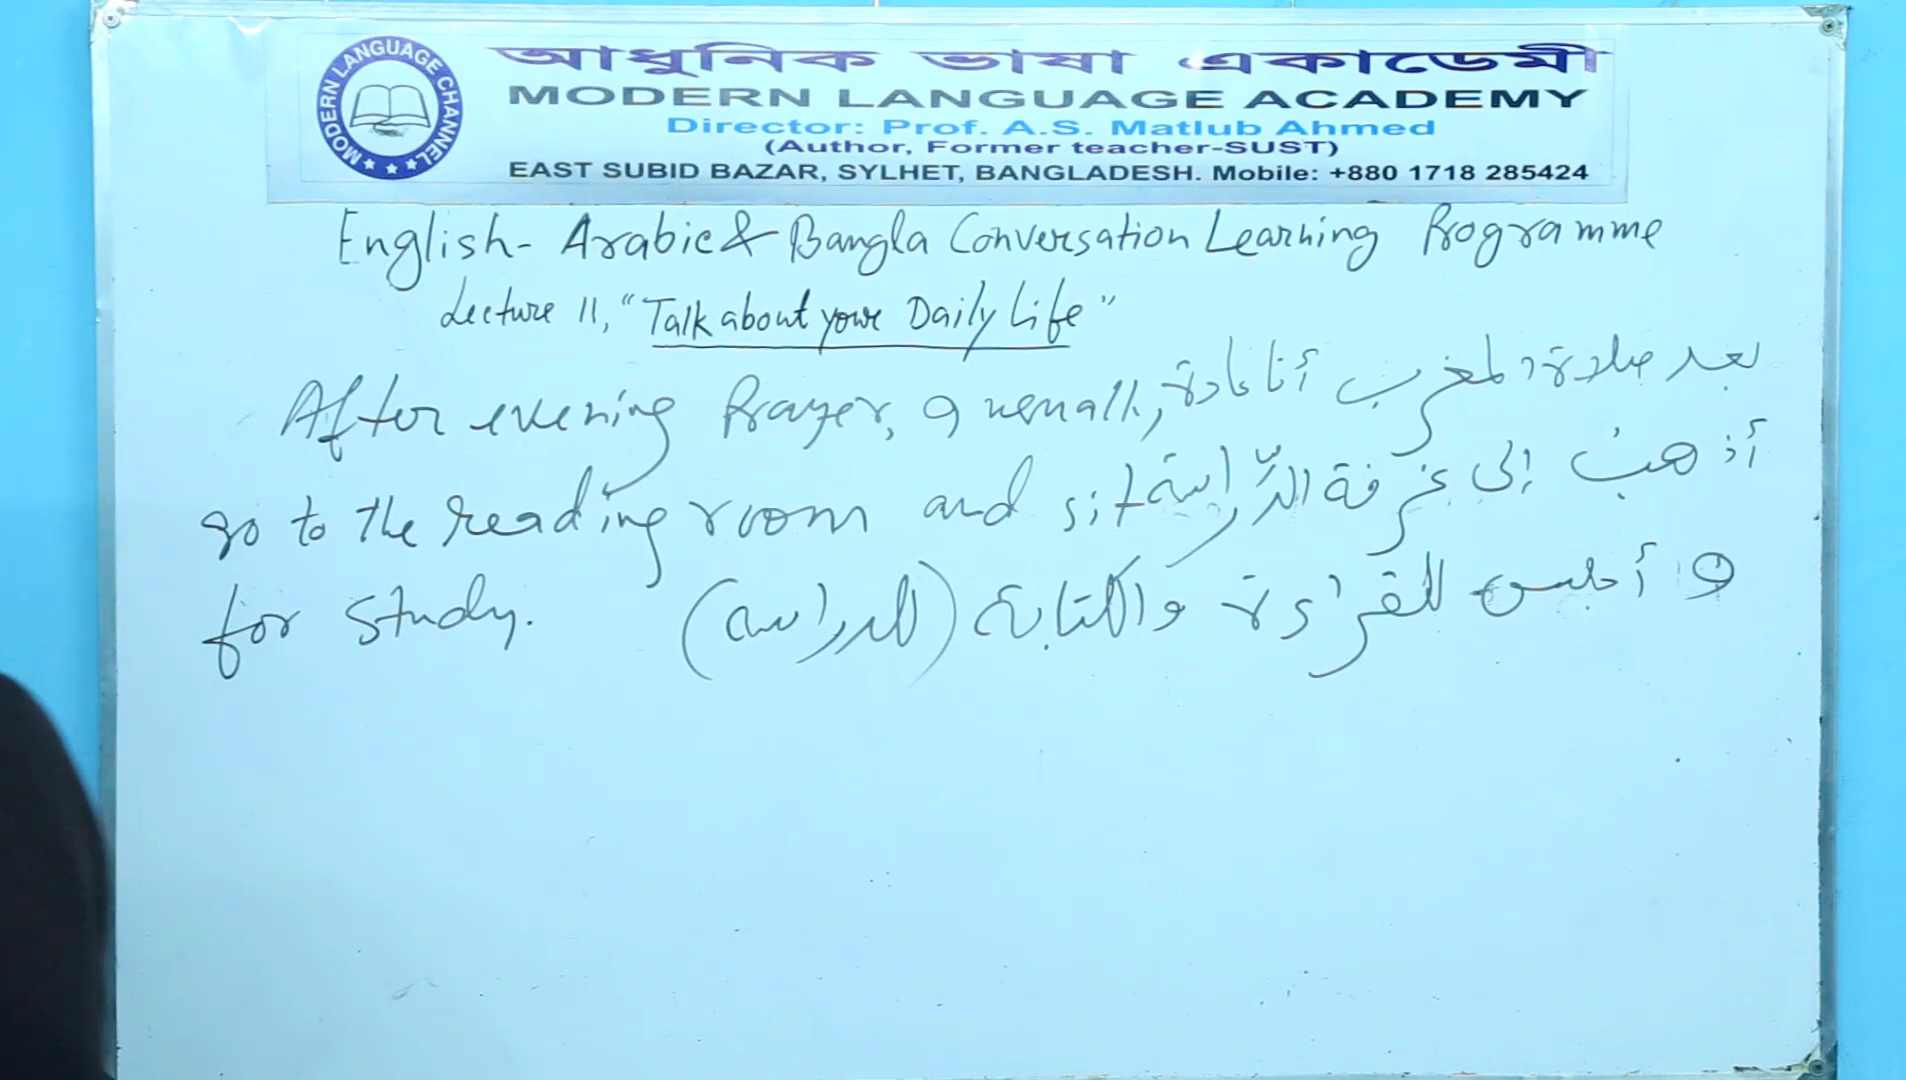 MODERN LANGUAGE CHANNEL
আধুনিক ভাষা একাডেমী
MODERN LANGUAGE ACADEMY
Director: Prof. A.S. Matlub Ahmed
(Author, Former teacher-SUST)
EAST SUBID BAZAR, SYLHET, BANGLADESH. Mobile: +880 1718 285424
English- Arabic & Bangla Conversation Learning Programme
Lecture 11, "Talk about your Daily Life"
After evening Prayer, I usually, بعد صلاة المغرب أنا عادة
go to the reading room and sit أذهبُ إلى غرفة الدّراسة
for study. و أجلس للقراءة والكتابة (للدراسة)